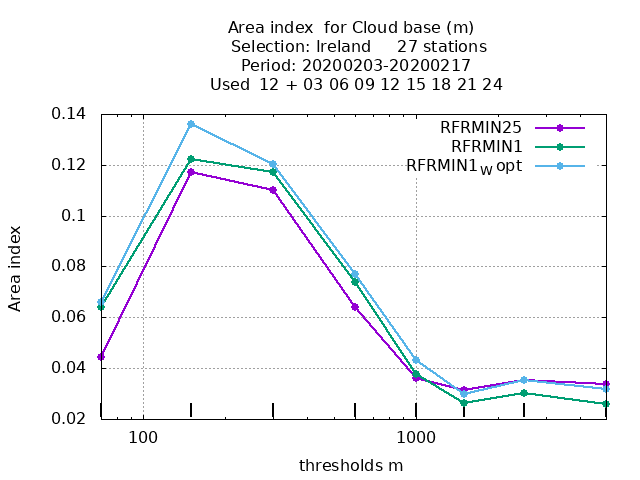 Area index  for Cloud base (m)
Selection: Ireland     27 stations
Period: 20200203-20200217
Used  12 + 03 06 09 12 15 18 21 24
0.14
RFRMIN25
RFRMIN1
RFRMIN1w opt
0.12
0.1
0.08
0.06
0.04
0.02
Area index
100
1000
thresholds m